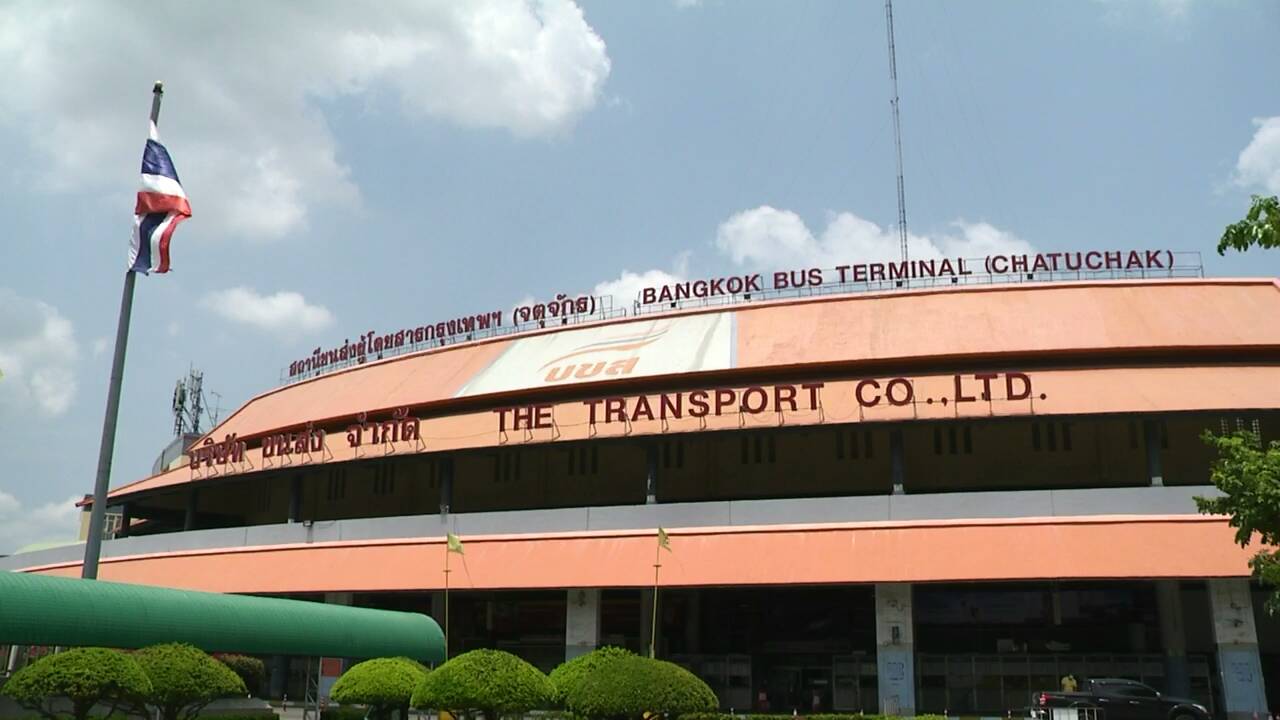 สถานีขนส่งผู้โดยสารกรุงเทพฯ (จตุจักร) BANGKOK BUS TERMINAL (CHATUCHAK)
บขส
บริษัท ขนส่ง จำกัด THE TRANSPORT CO.,LTD.